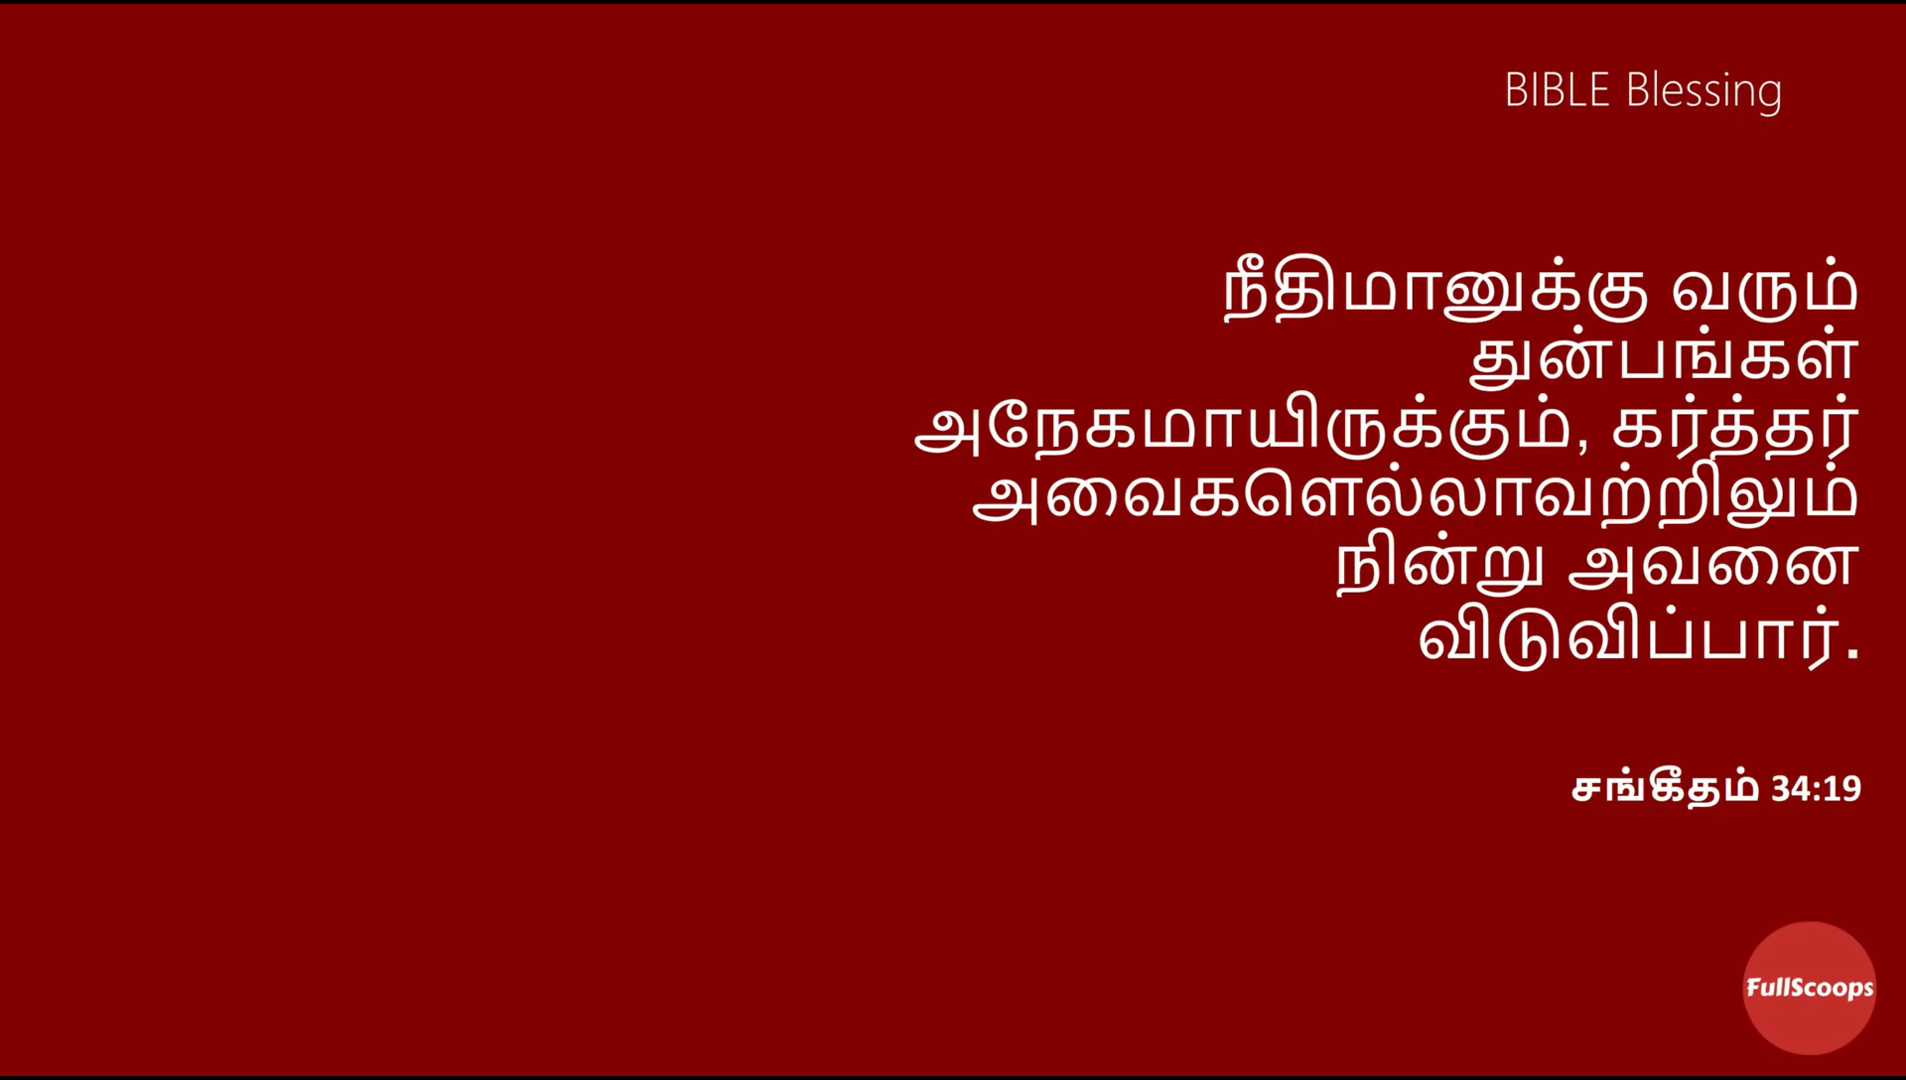 BIBLE Blessing
நீதிமானுக்கு வரும்
துன்பங்கள்
அநேகமாயிருக்கும், கர்த்தர்
அவைகளெல்லாவற்றிலும்
நின்று அவனை
விடுவிப்பார்.
சங்கீதம் 34:19
FullScoops